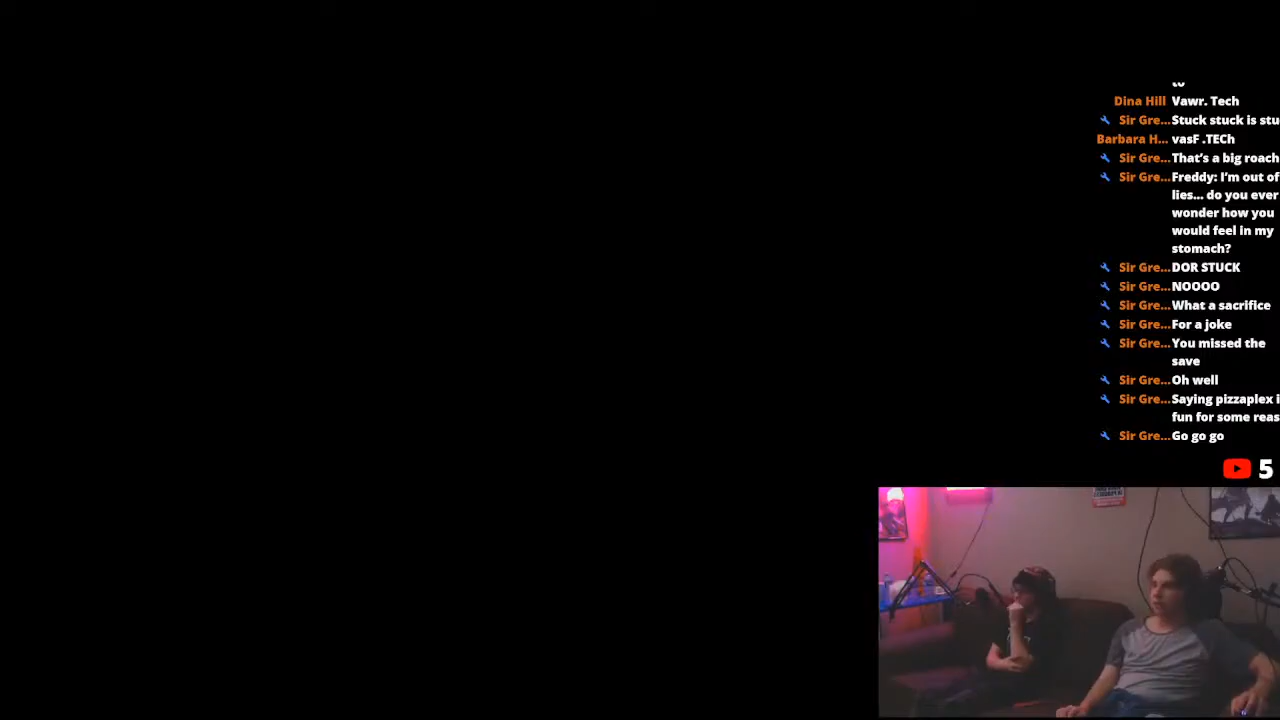 to
Dina Hill Vawr. Tech
Sir Gre... Stuck stuck is stu
Barbara H... vasF .TECh
Sir Gre... That's a big roach
Sir Gre... Freddy: I'm out of
lies... do you ever
wonder how you
would feel in my
stomach?
Sir Gre... DOR STUCK
Sir Gre... NOOOO
Sir Gre... What a sacrifice
Sir Gre... For a joke
Sir Gre... You missed the
save
Sir Gre... Oh well
Sir Gre... Saying pizzaplex i
fun for some reas
Sir Gre... Go go go
5